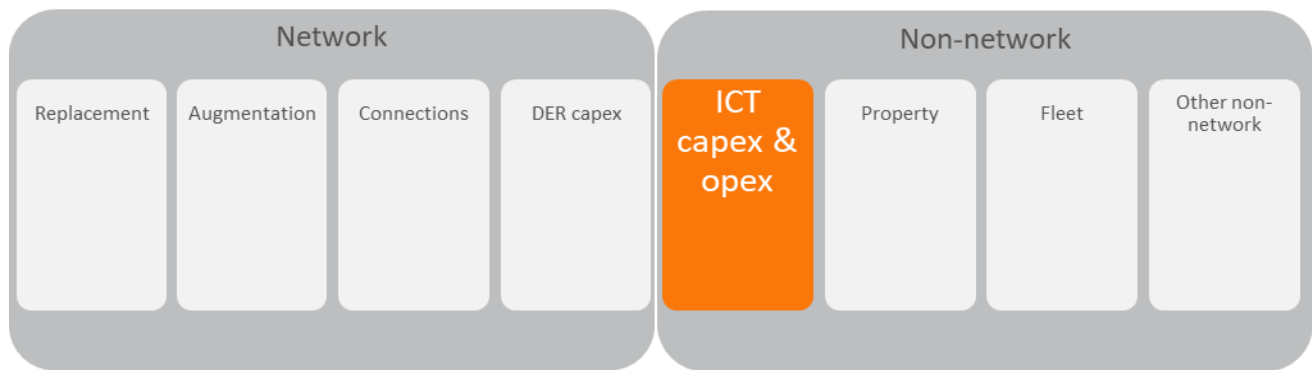 Network
Replacement
Augmentation
Connections
DER capex
Non-network
ICT
capex &
opex
Property
Fleet
Other non-
network